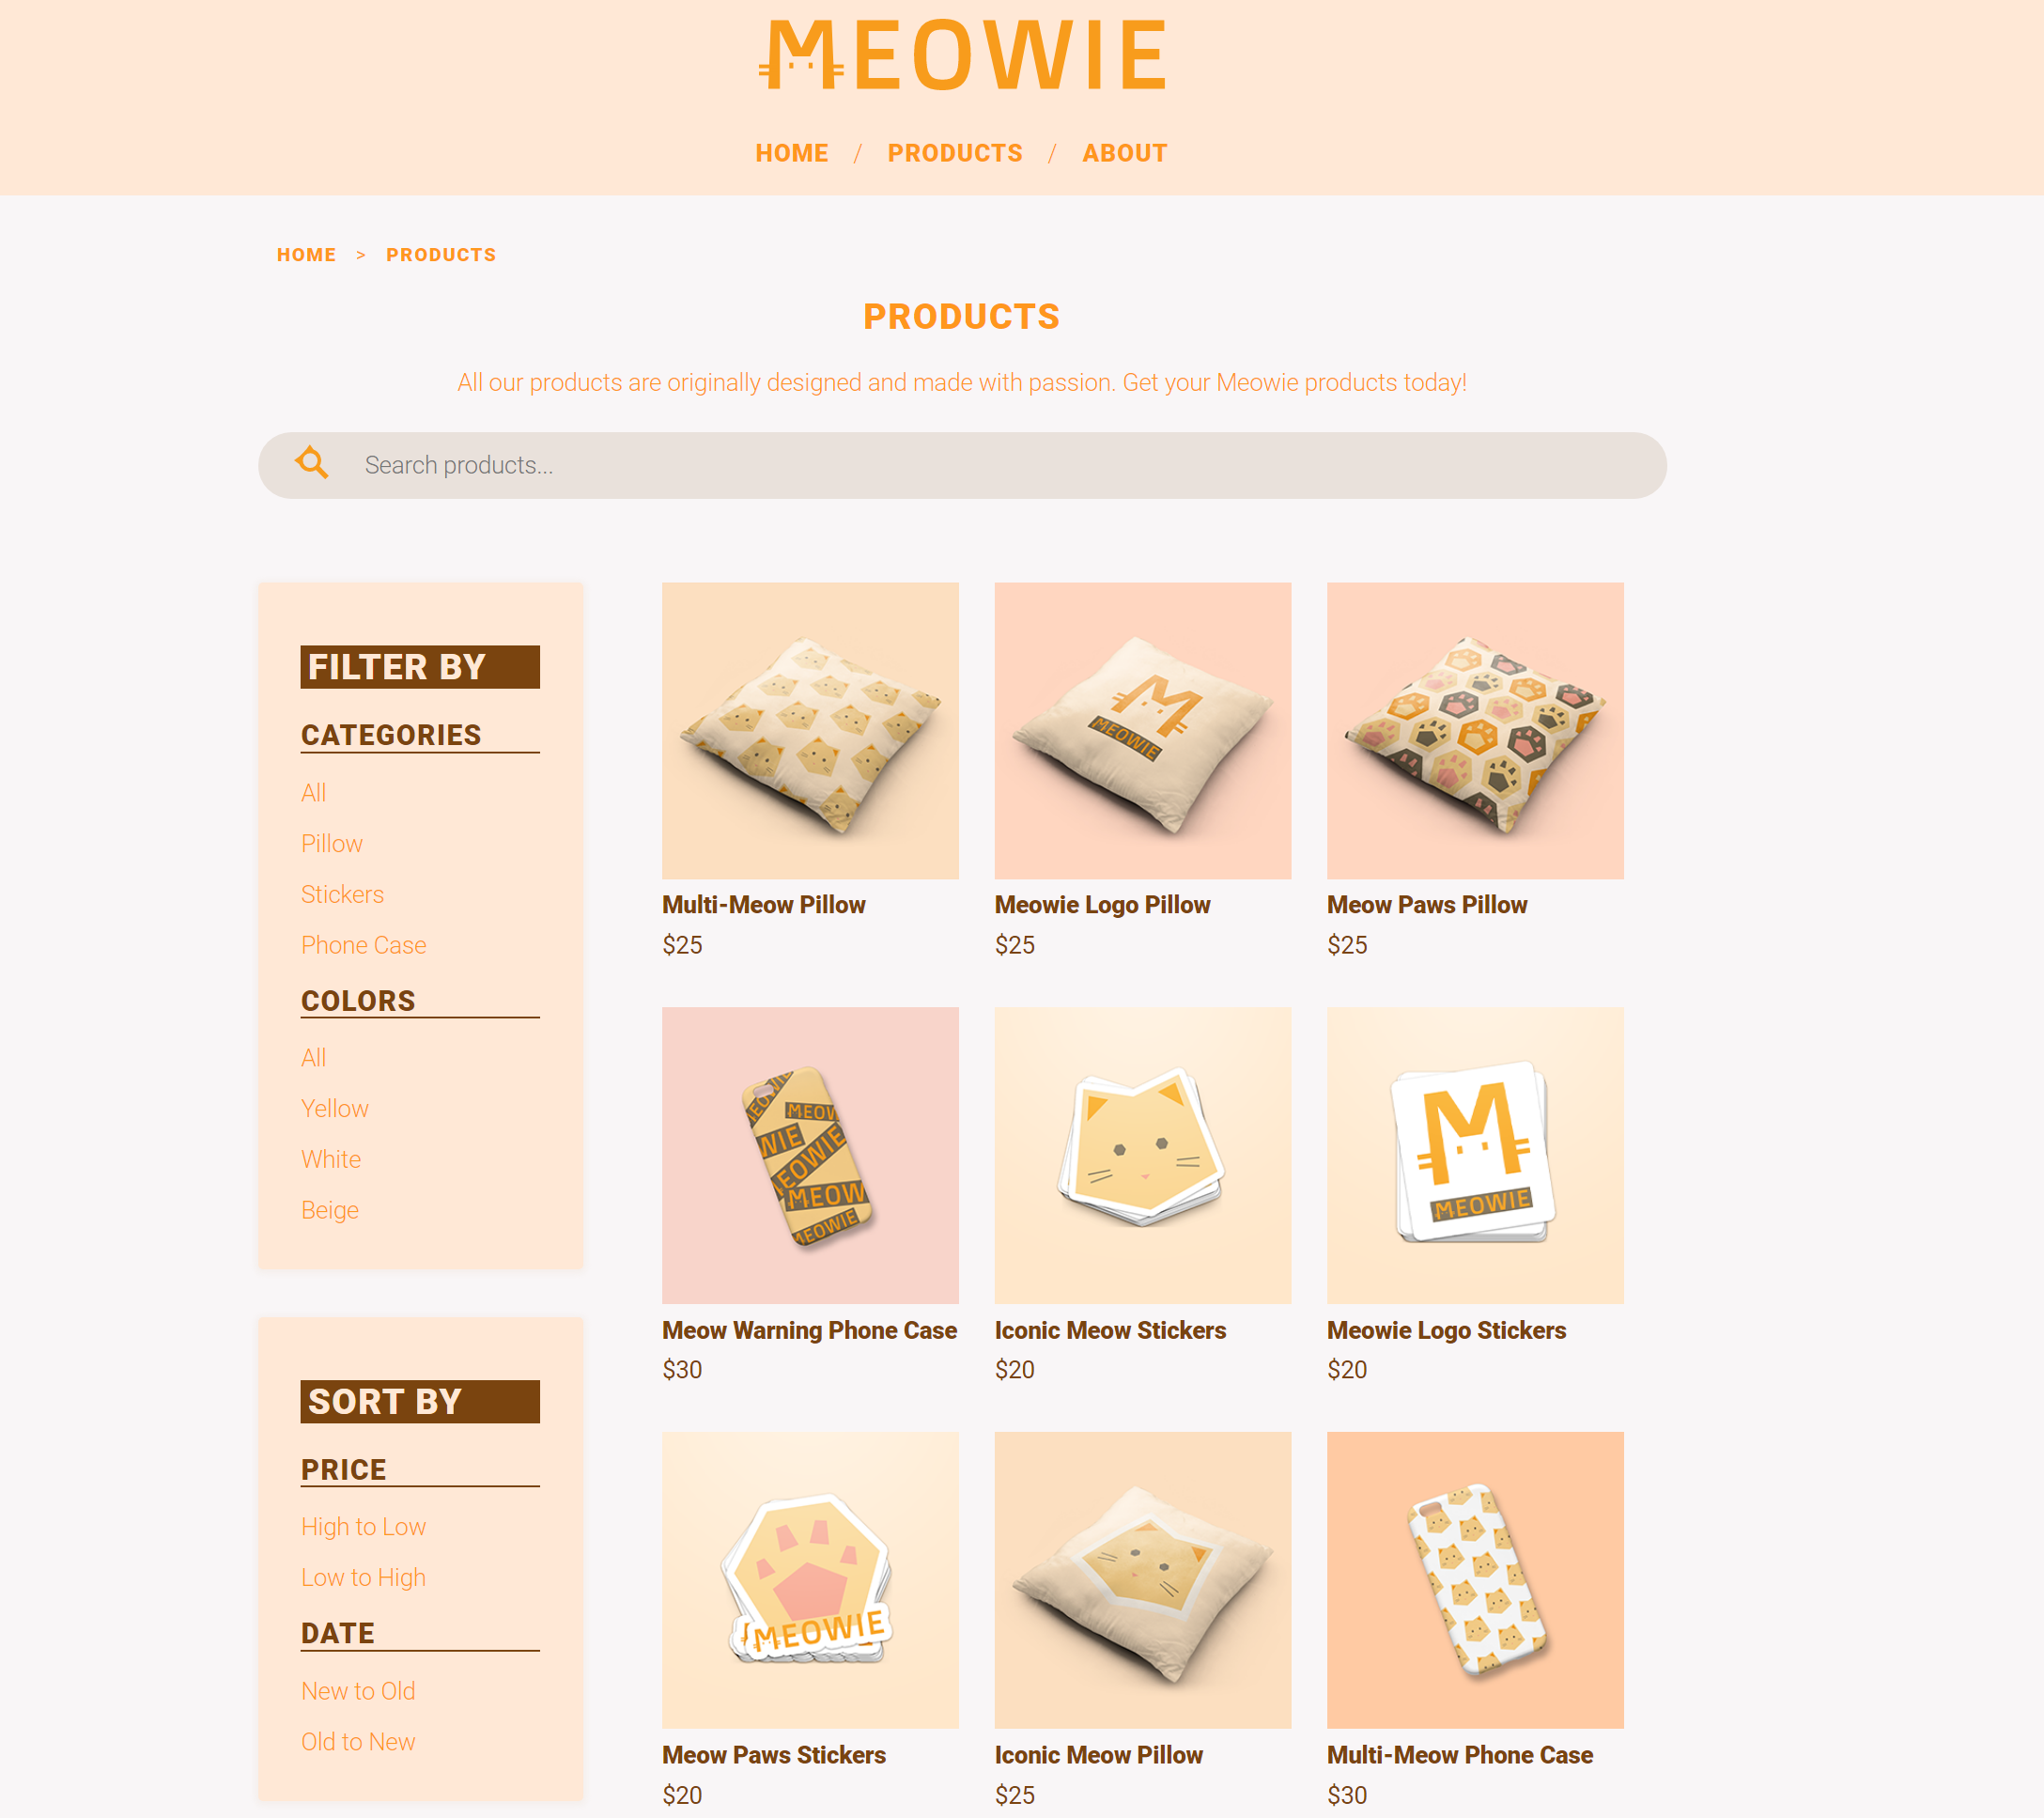 MEOWIE
HOME / PRODUCTS / ABOUT
HOME > PRODUCTS
PRODUCTS
All our products are originally designed and made with passion. Get your Meowie products today!
Search products...
FILTER BY
CATEGORIES
All
Pillow
Stickers
Phone Case
COLORS
All
Yellow
White
Beige
SORT BY
PRICE
High to Low
Low to High
DATE
New to Old
Old to New
M
MEOWIE
Multi-Meow Pillow
$25
Meowie Logo Pillow
$25
Meow Paws Pillow
$25
MEOWIE
MEOW
WIE
MEOWIE
MEOW
MEOWIE
M
MEOWIE
Meow Warning Phone Case
$30
Iconic Meow Stickers
$20
Meowie Logo Stickers
$20
MEOWIE
Meow Paws Stickers
$20
Iconic Meow Pillow
$25
Multi-Meow Phone Case
$30